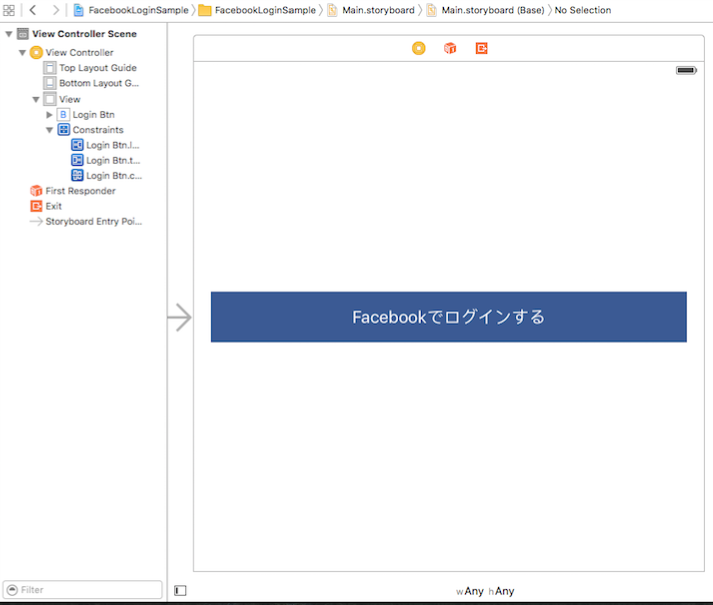 FacebookLoginSample 〉 FacebookLoginSample 〉 Main.storyboard 〉 Main.storyboard (Base) 〉 No Selection
View Controller Scene
View Controller
Top Layout Guide
Bottom Layout G...
View
B Login Btn
Constraints
Login Btn.l...
Login Btn.t...
Login Btn.c...
First Responder
Exit
Storyboard Entry Poi...
Facebookでログインする
Filter
wAny hAny